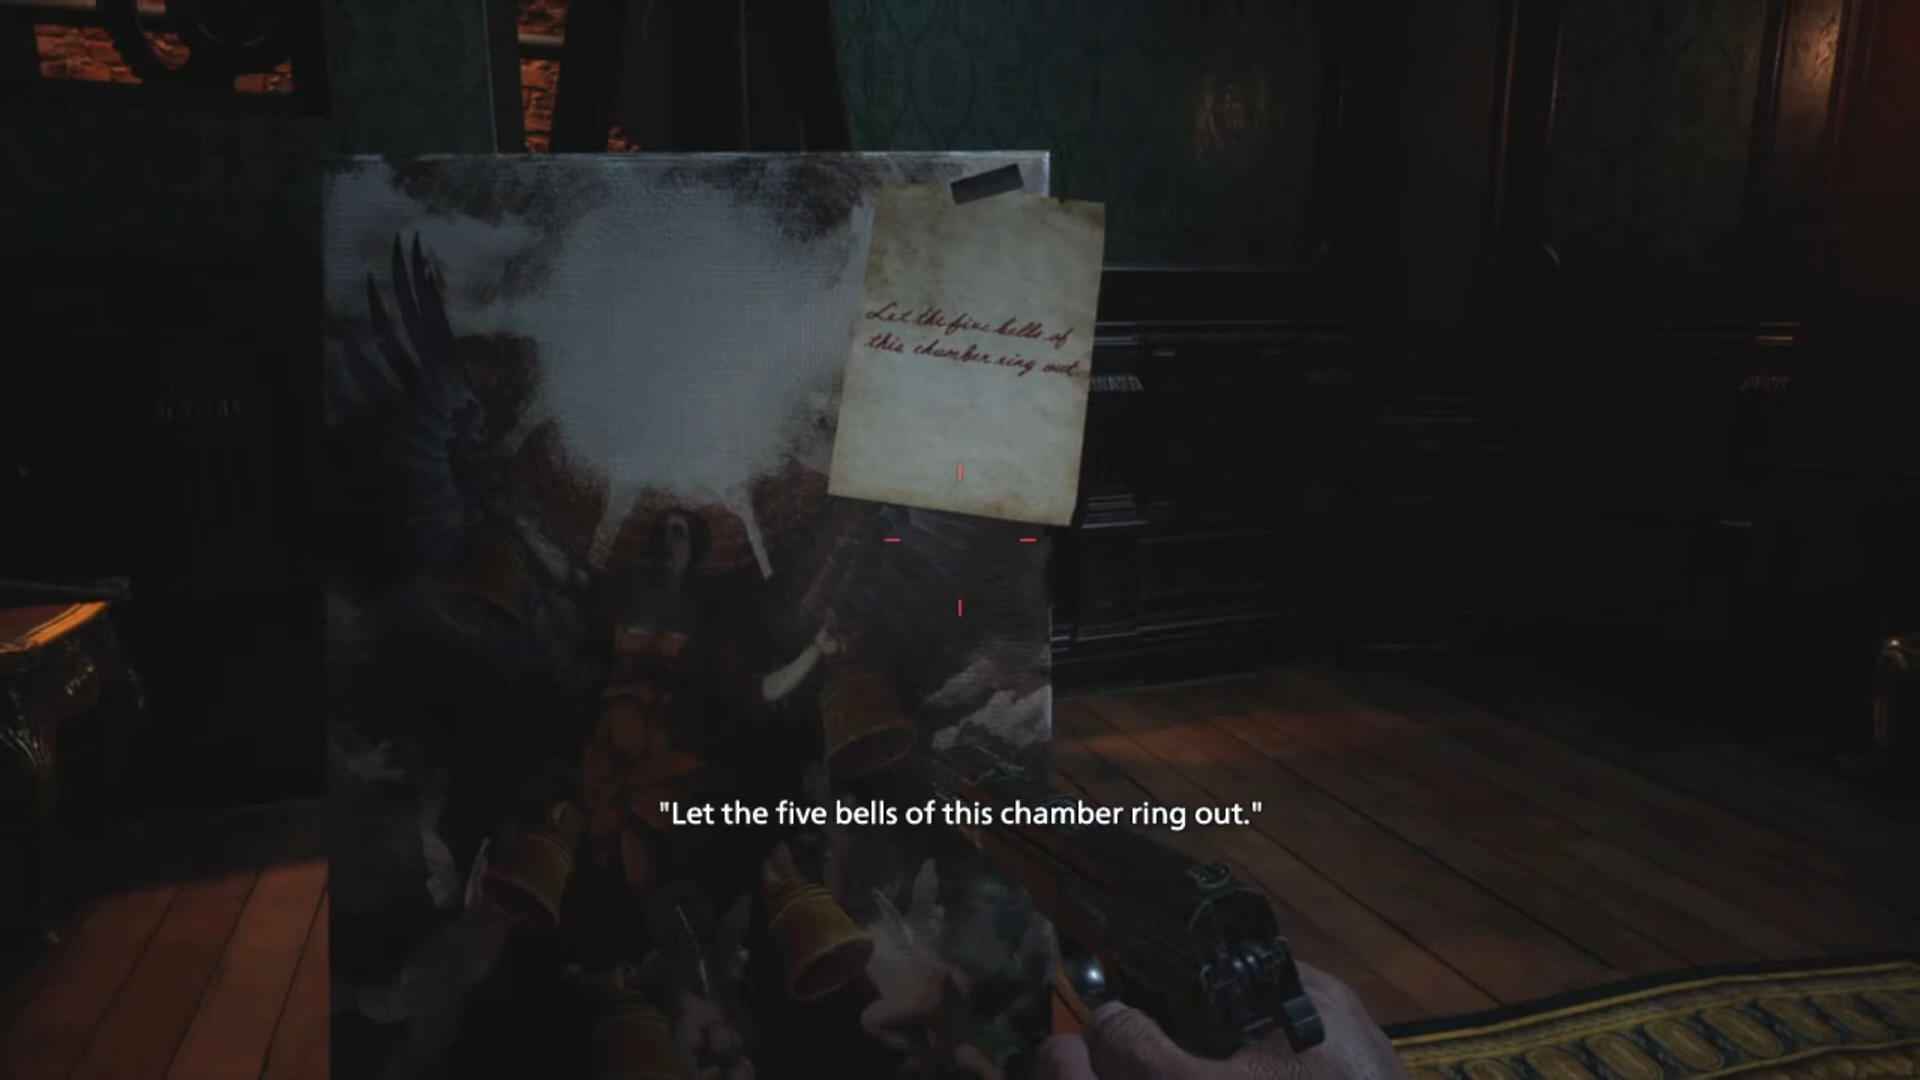 Let the five bells of
this chamber ring out.
"Let the five bells of this chamber ring out."